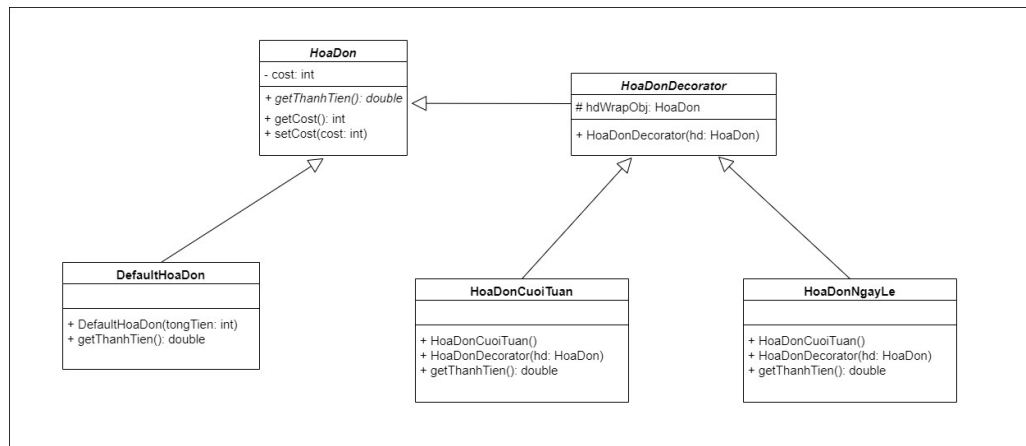 HoaDon
- cost: int
+ getThanhTien(): double
+ getCost(): int
+ setCost(cost: int)
HoaDonDecorator
# hdWrapObj: HoaDon
+ HoaDonDecorator(hd: HoaDon)
DefaultHoaDon
+ DefaultHoaDon(tongTien: int)
+ getThanhTien(): double
HoaDonCuoiTuan
+ HoaDonCuoiTuan()
+ HoaDonDecorator(hd: HoaDon)
+ getThanhTien(): double
HoaDonNgayLe
+ HoaDonCuoiTuan()
+ HoaDonDecorator(hd: HoaDon)
+ getThanhTien(): double